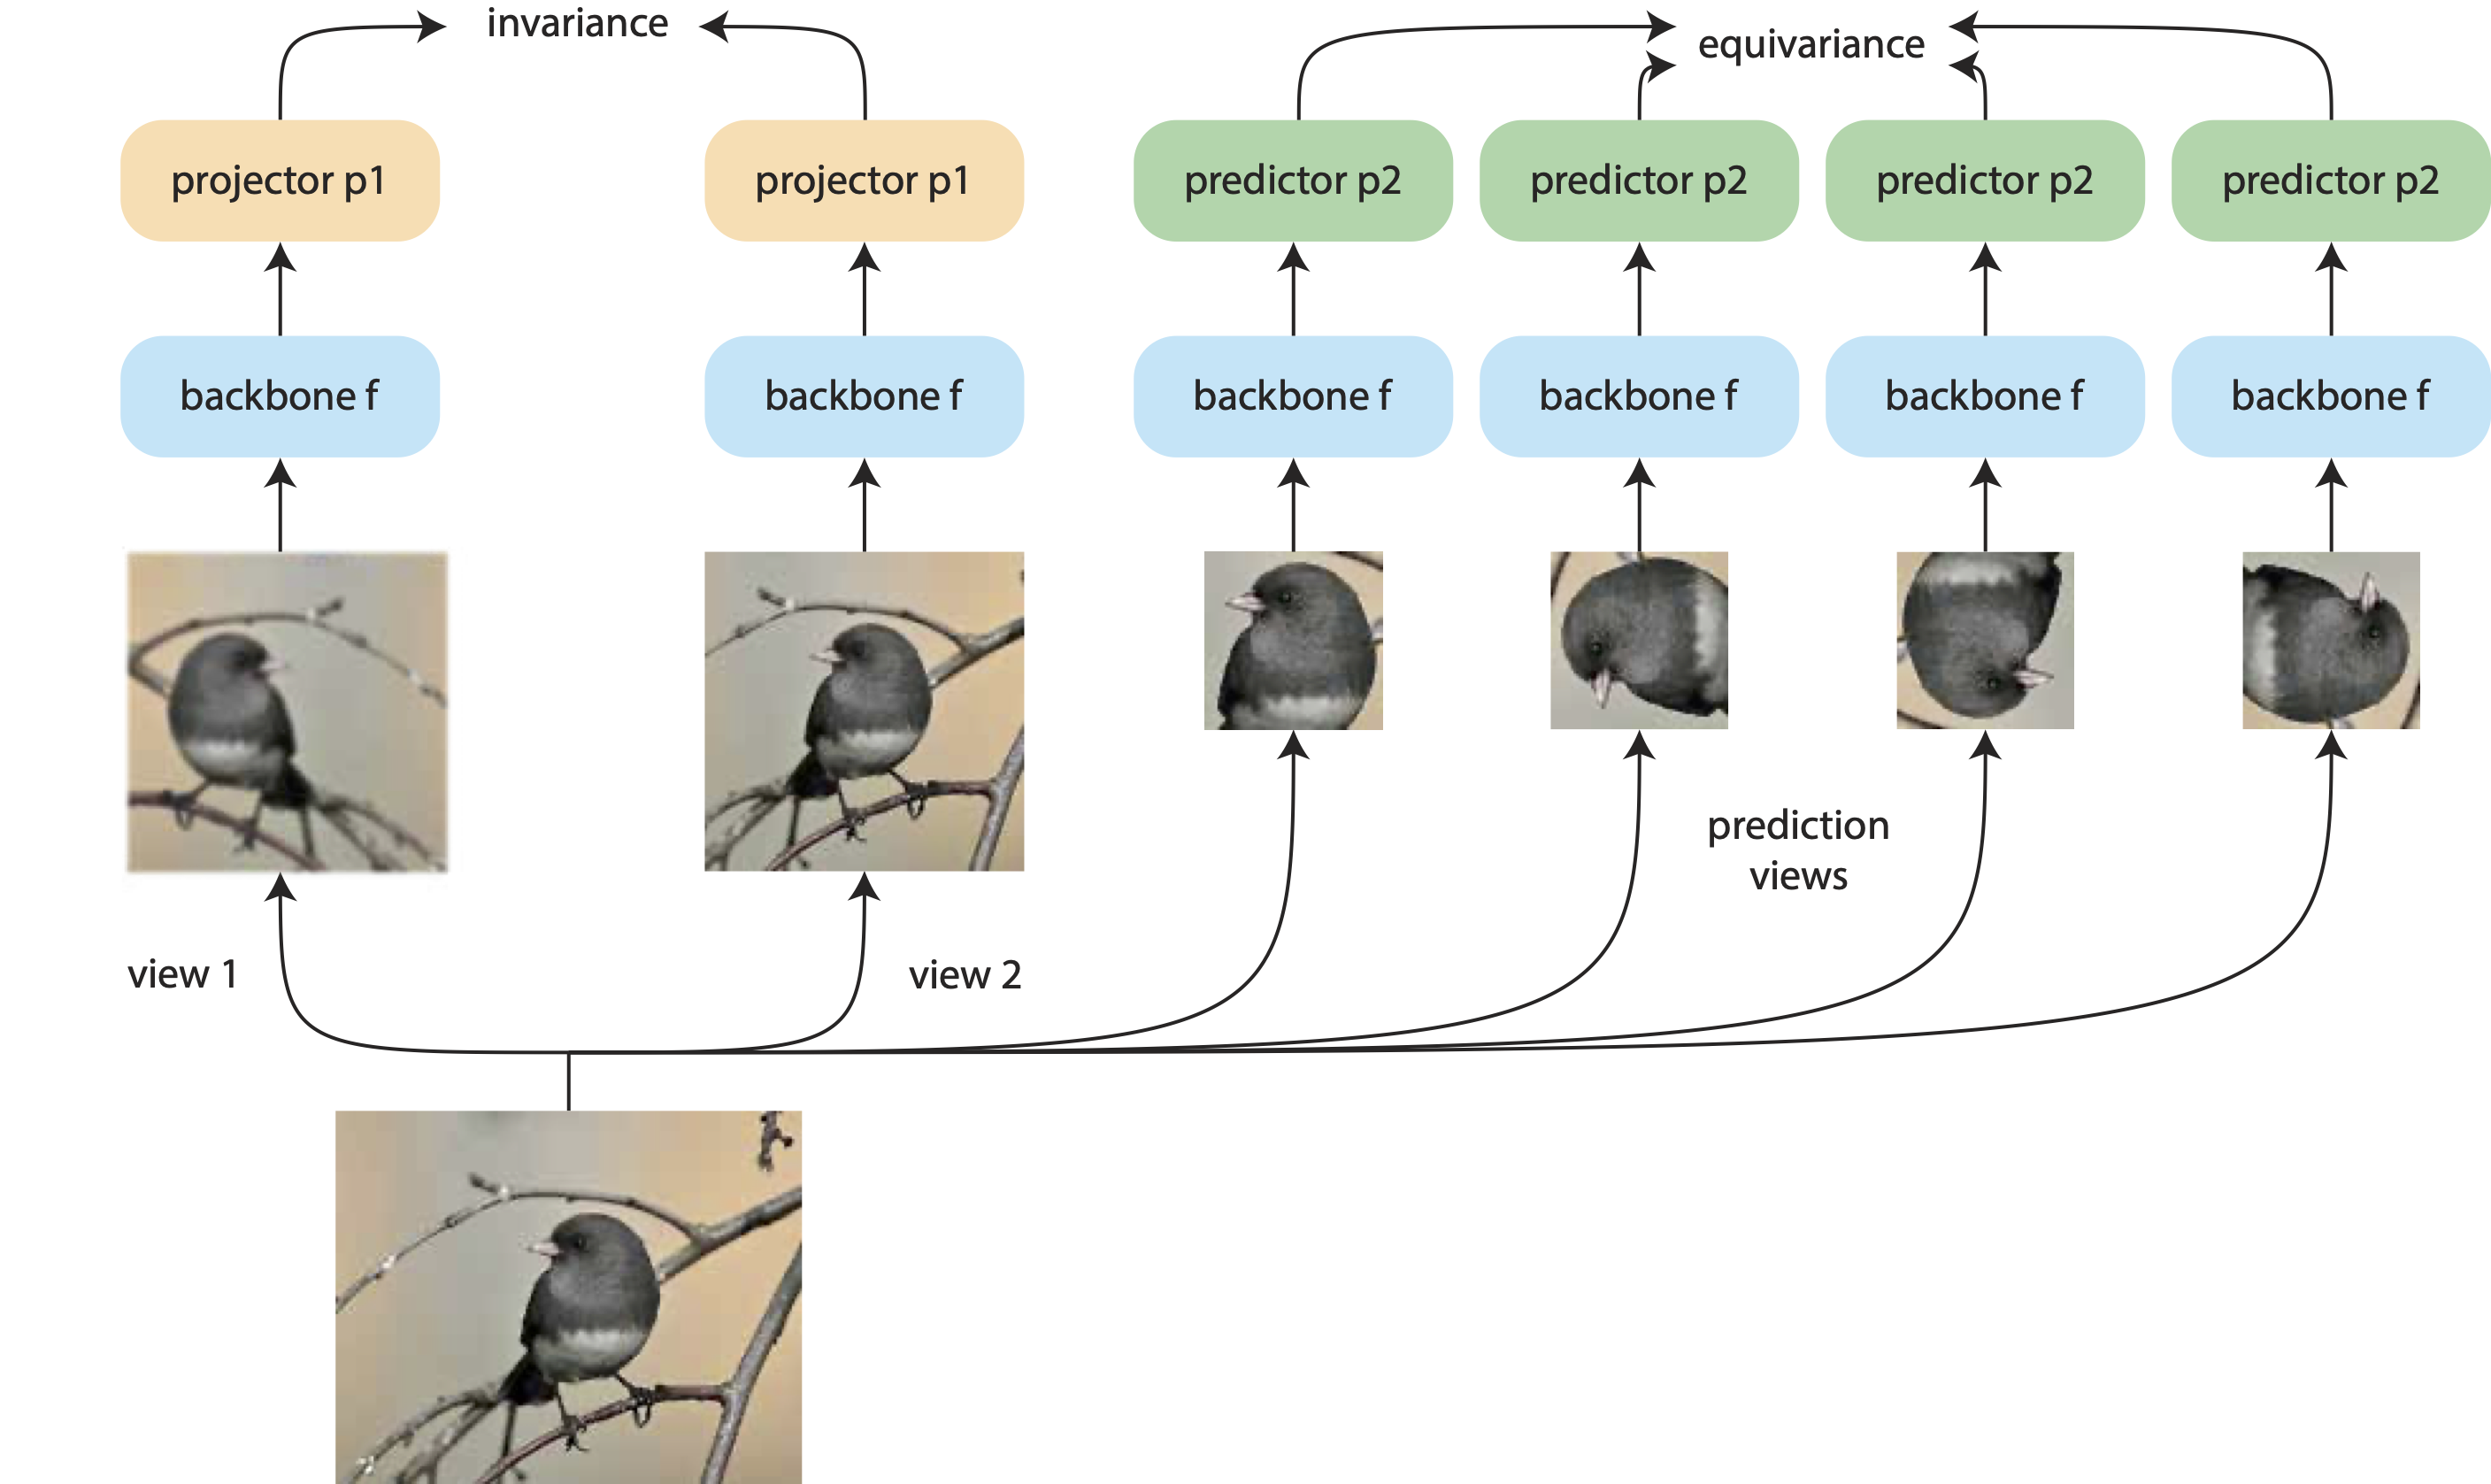 invariance
equivariance
projector p1
projector p1
predictor p2
predictor p2
predictor p2
predictor p2
backbone f
backbone f
backbone f
backbone f
backbone f
backbone f
prediction
views
view 1
view 2